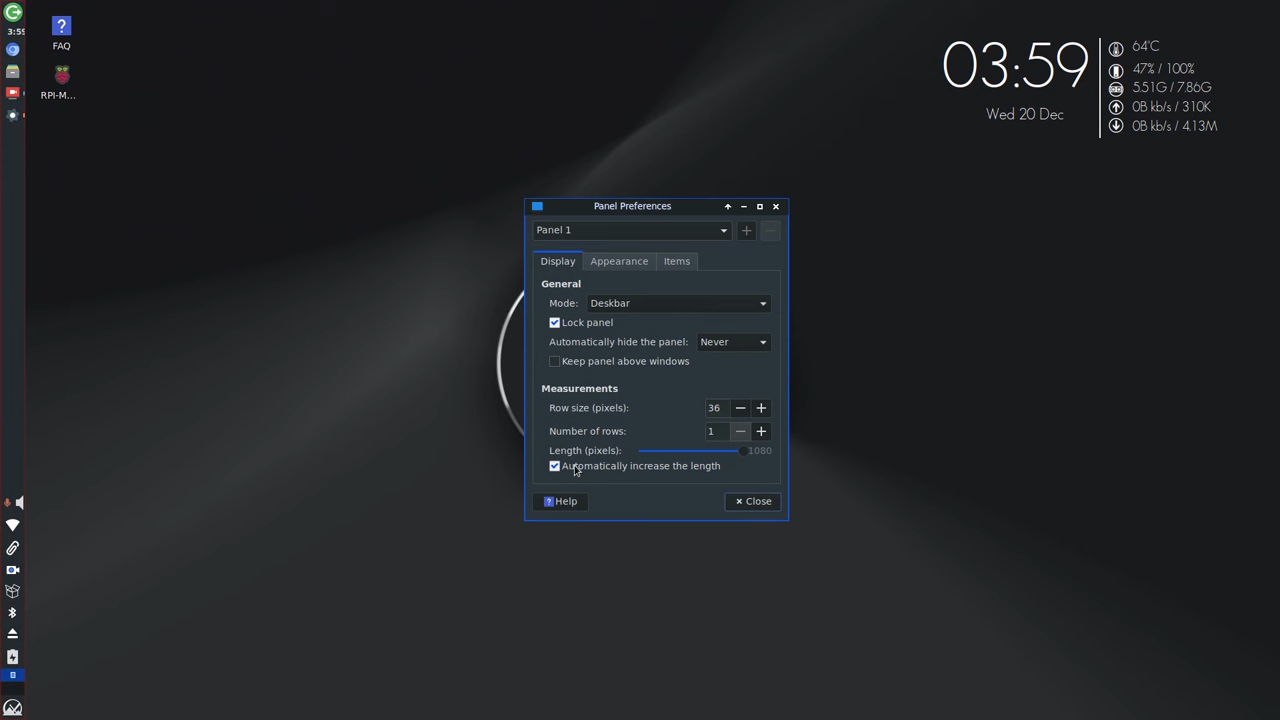 3:59
FAQ
RPI-M...
03:59
Wed 20 Dec
64°C
47% / 100%
5.51G / 7.86G
0B kb/s / 310K
0B kb/s / 4.13M
Panel Preferences
Panel 1
Display Appearance Items
General
Mode: Deskbar
Lock panel
Automatically hide the panel: Never
Keep panel above windows
Measurements
Row size (pixels): 36
Number of rows: 1
Length (pixels): 1080
Automatically increase the length
Help Close